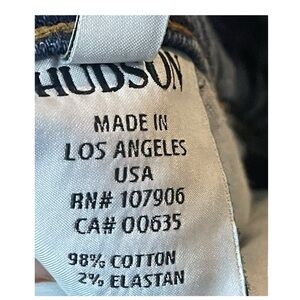 HUDSON
MADE IN
LOS ANGELES
USA
RN# 107906
CA# 00635
98% COTTON
2% ELASTAN